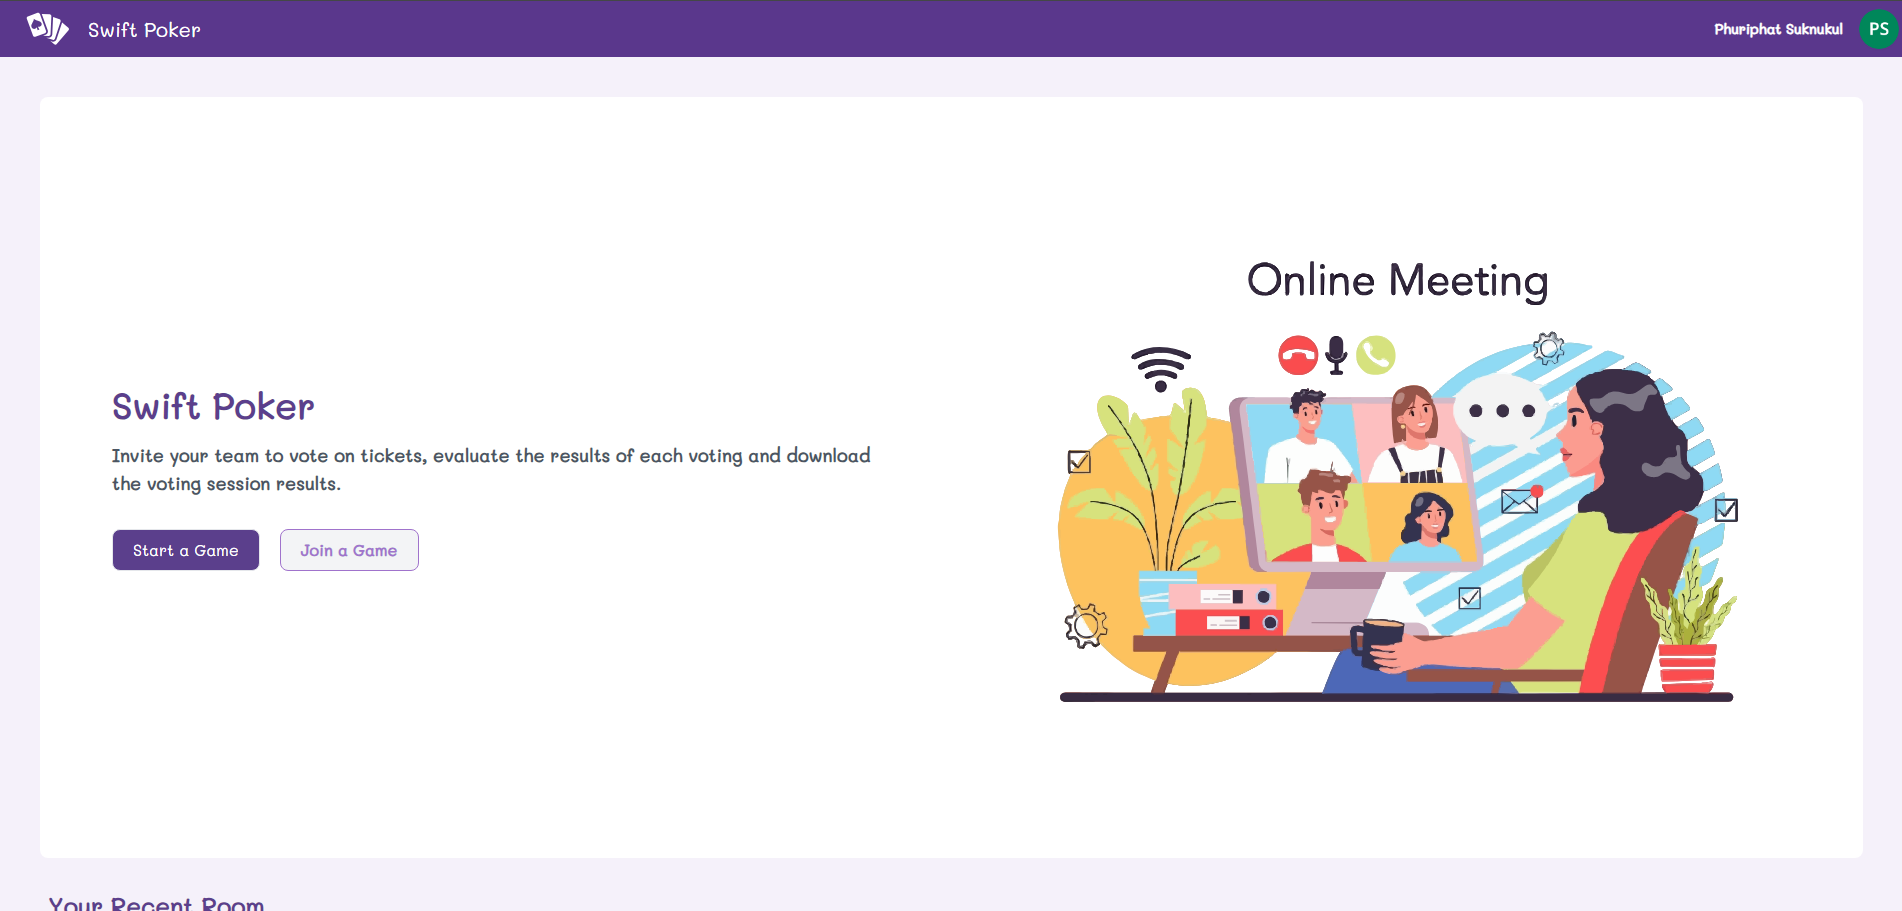 Swift Poker
Phuriphat Suknukul
PS
Online Meeting
Swift Poker
Invite your team to vote on tickets, evaluate the results of each voting and download
the voting session results.
Start a Game
Join a Game
Your Recent Room